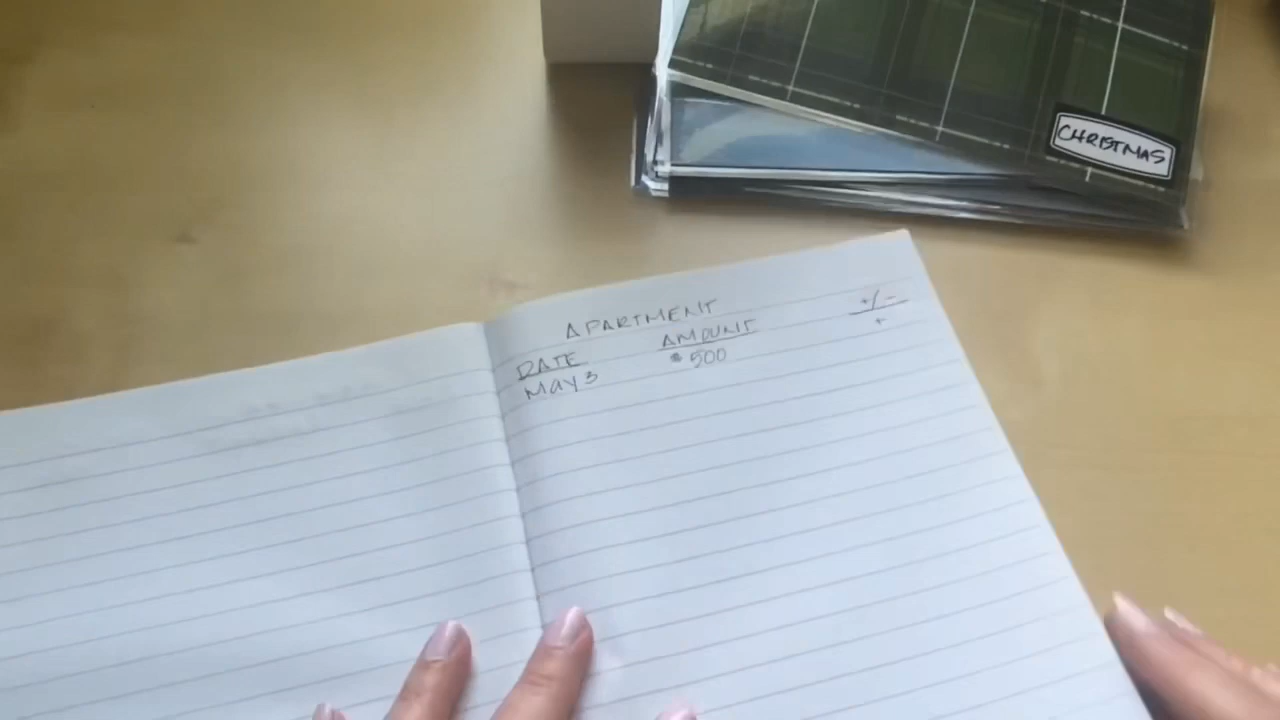 CHRISTMAS
APARTMENT
DATE AMOUNT +/-
May 3 $500 +